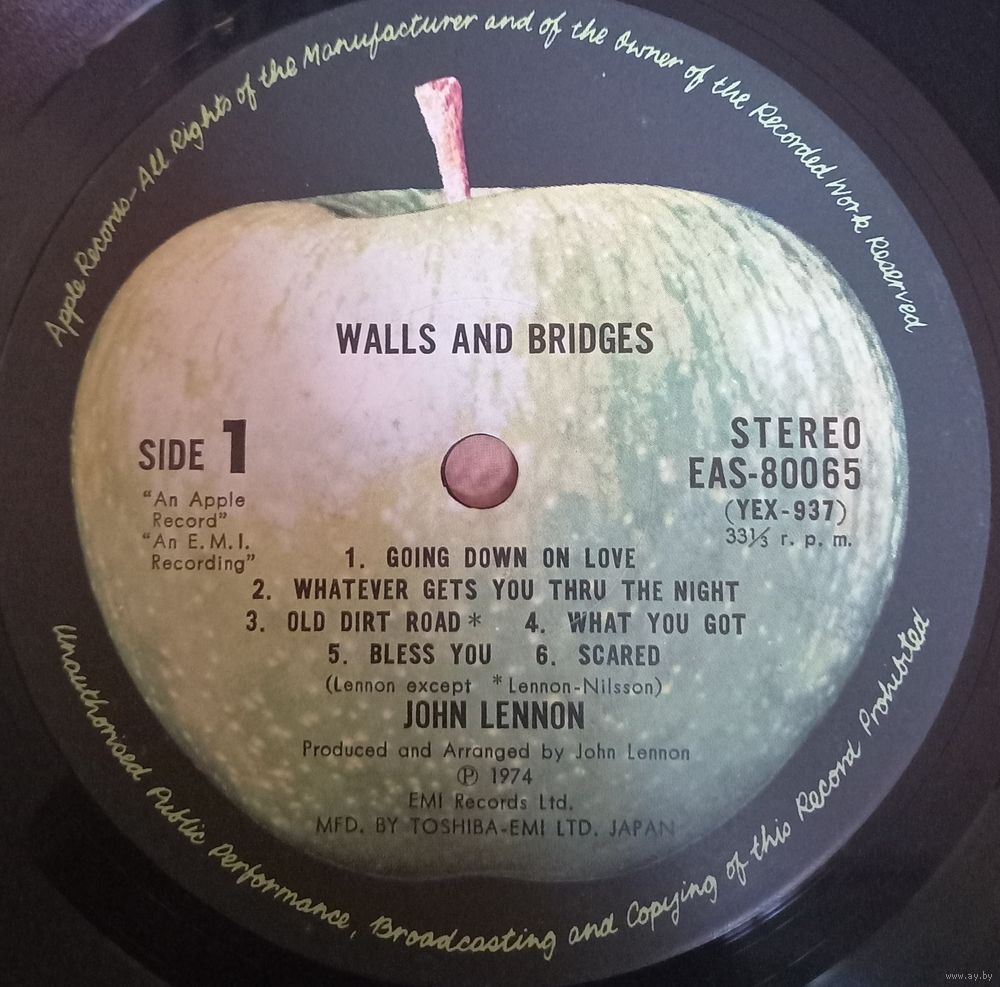 Apple Records-All Rights of the Manufacturer and of the Owner of the Recorded Work Reserved
WALLS AND BRIDGES
SIDE 1
"An Apple
Record"
"An E.M.I.
Recording"
STEREO
EAS-80065
(YEX-937)
33⅓ r. p. m.
1. GOING DOWN ON LOVE
2. WHATEVER GETS YOU THRU THE NIGHT
3. OLD DIRT ROAD* 4. WHAT YOU GOT
5. BLESS YOU 6. SCARED
(Lennon except *Lennon-Nilsson)
JOHN LENNON
Produced and Arranged by John Lennon
℗ 1974
EMI Records Ltd.
MFD. BY TOSHIBA-EMI LTD. JAPAN
Unauthorised Public Performance, Broadcasting and Copying of this Record Prohibited
www.ay.by